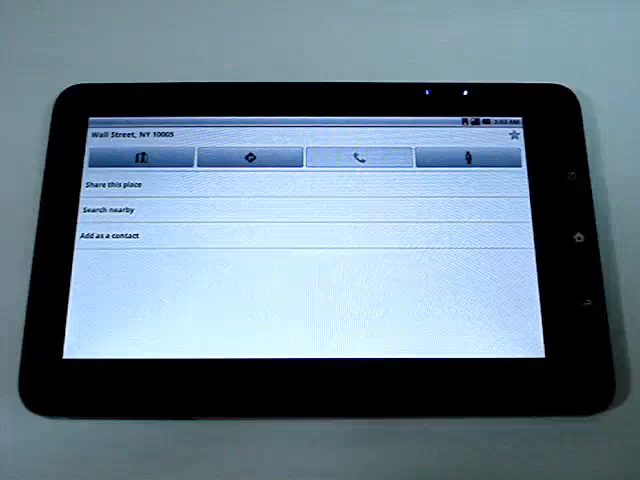 Wall Street, NY 10005
Share this place
Search nearby
Add as a contact